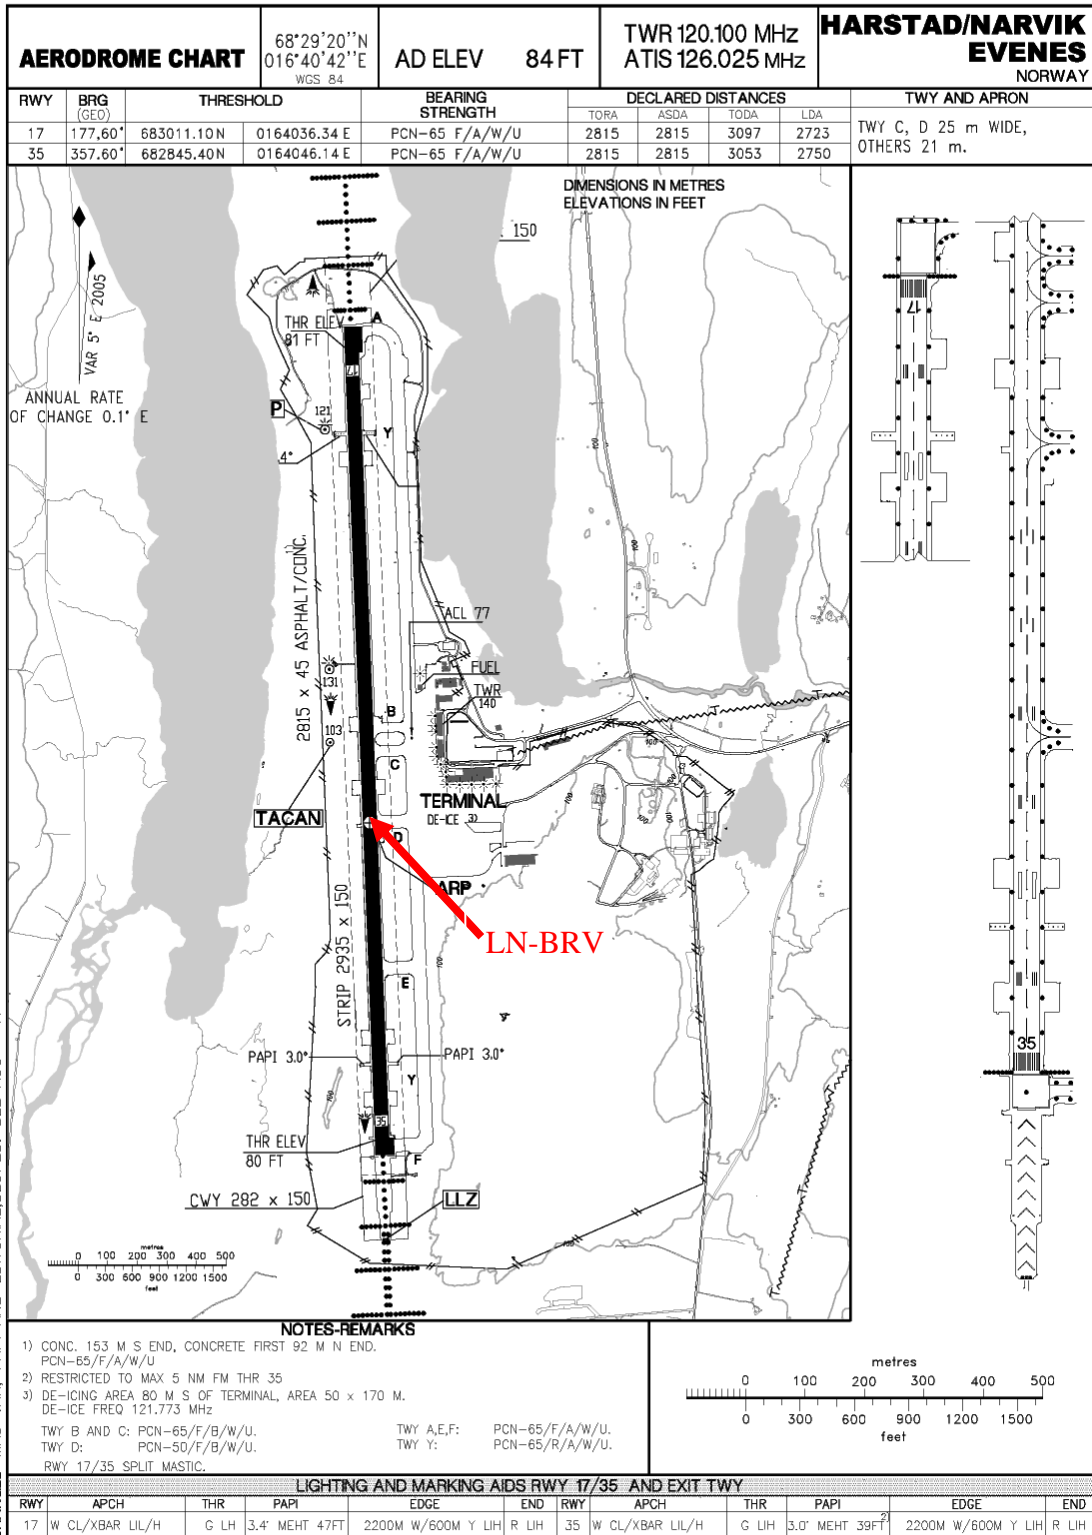 AERODROME CHART
68°29'20''N
016°40'42''E
WGS 84
AD ELEV 84 FT
TWR 120.100 MHz
ATIS 126.025 MHz
HARSTAD/NARVIK
EVENES
NORWAY
RWY BRG (GEO) THRESHOLD BEARING STRENGTH DECLARED DISTANCES TWY AND APRON
TORA ASDA TODA LDA
17 177,60° 683011.10N 0164036.34 E PCN-65 F/A/W/U 2815 2815 3097 2723
35 357.60° 682845.40N 0164046.14 E PCN-65 F/A/W/U 2815 2815 3053 2750
TWY C, D 25 m WIDE,
OTHERS 21 m.
DIMENSIONS IN METRES
ELEVATIONS IN FEET
150
VAR 5° E 2005
ANNUAL RATE
OF CHANGE 0.1° E
THR ELEV
81 FT
A
17
P
121
Y
4°
100
100
2815 x 45 ASPHALT/CONC.
1)
ACL 77
FUEL
TWR
140
131
103
B
C
TACAN
TERMINAL
DE-ICE 3)
D
ARP
LN-BRV
STRIP 2935 x 150
E
PAPI 3.0°
PAPI 3.0°
Y
35
THR ELEV
80 FT
F
CWY 282 x 150
LLZ
metres
0 100 200 300 400 500
0 300 600 900 1200 1500
feet
17
35
NOTES-REMARKS
1) CONC. 153 M S END, CONCRETE FIRST 92 M N END.
PCN-65/F/A/W/U
2) RESTRICTED TO MAX 5 NM FM THR 35
3) DE-ICING AREA 80 M S OF TERMINAL, AREA 50 x 170 M.
DE-ICE FREQ 121.773 MHz
TWY B AND C: PCN-65/F/B/W/U. TWY A,E,F: PCN-65/F/A/W/U.
TWY D: PCN-50/F/B/W/U. TWY Y: PCN-65/R/A/W/U.
RWY 17/35 SPLIT MASTIC.
metres
0 100 200 300 400 500
0 300 600 900 1200 1500
feet
LIGHTING AND MARKING AIDS RWY 17/35 AND EXIT TWY
RWY APCH THR PAPI EDGE END RWY APCH THR PAPI EDGE END
17 W CL/XBAR LIL/H G LH 3.4° MEHT 47FT 2200M W/600M Y LIH R LIH 35 W CL/XBAR LIL/H G LIH 3.0° MEHT 39FT 2) 2200M W/600M Y LIH R LIH